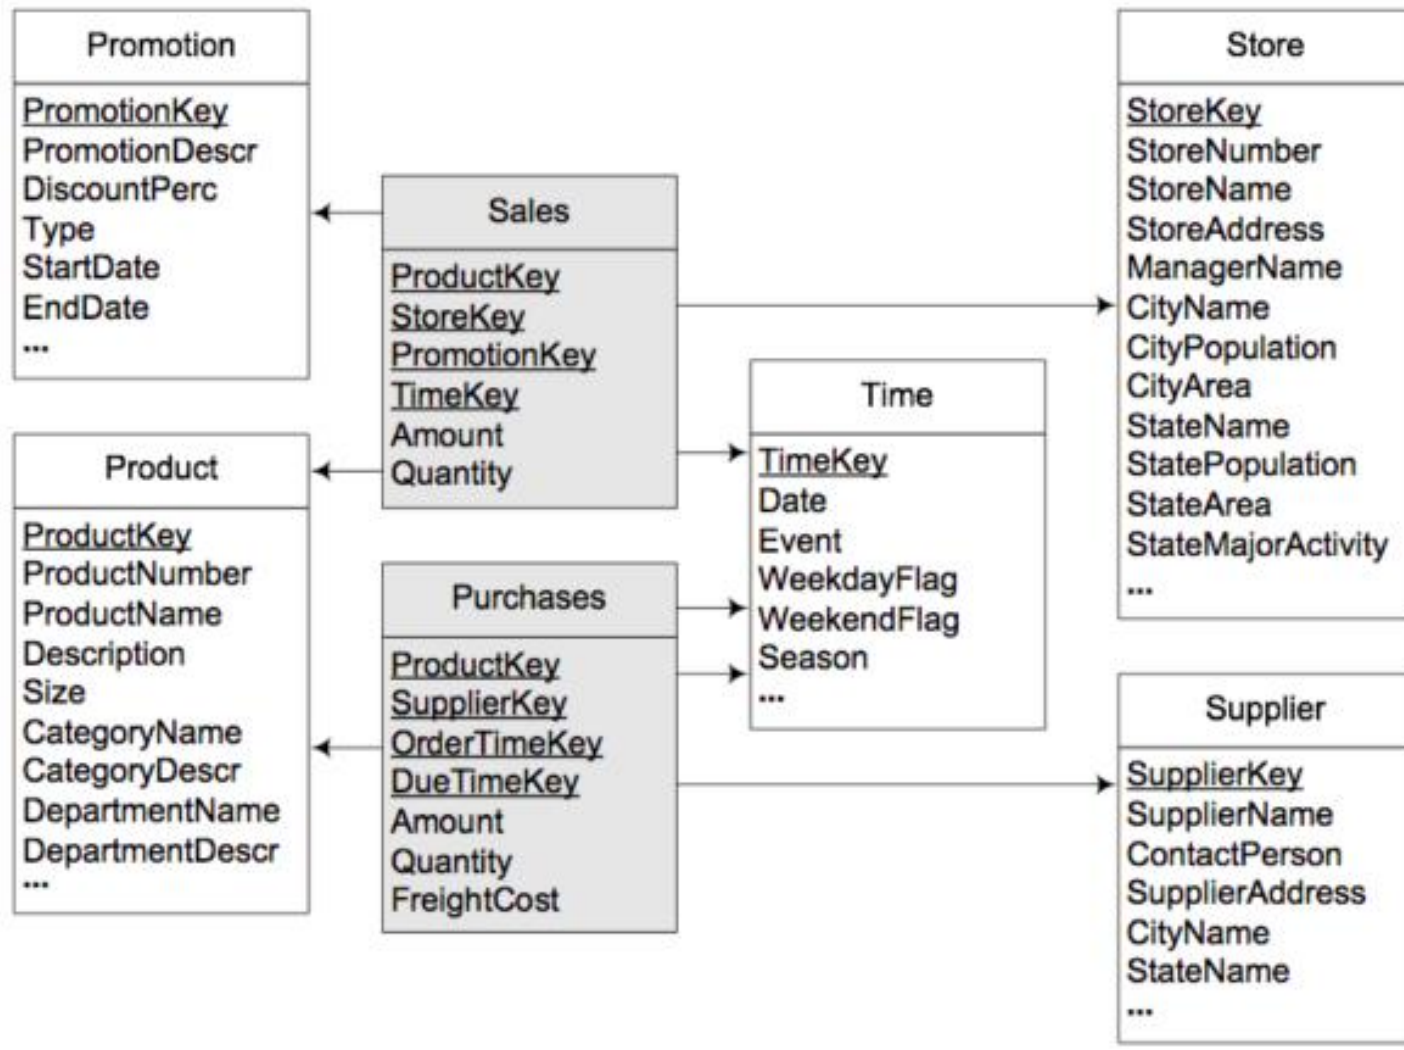 Promotion
PromotionKey
PromotionDescr
DiscountPerc
Type
StartDate
EndDate
...
Product
ProductKey
ProductNumber
ProductName
Description
Size
CategoryName
CategoryDescr
DepartmentName
DepartmentDescr
...
Sales
ProductKey
StoreKey
PromotionKey
TimeKey
Amount
Quantity
Purchases
ProductKey
SupplierKey
OrderTimeKey
DueTimeKey
Amount
Quantity
FreightCost
Time
TimeKey
Date
Event
WeekdayFlag
WeekendFlag
Season
...
Store
StoreKey
StoreNumber
StoreName
StoreAddress
ManagerName
CityName
CityPopulation
CityArea
StateName
StatePopulation
StateArea
StateMajorActivity
...
Supplier
SupplierKey
SupplierName
ContactPerson
SupplierAddress
CityName
StateName
...